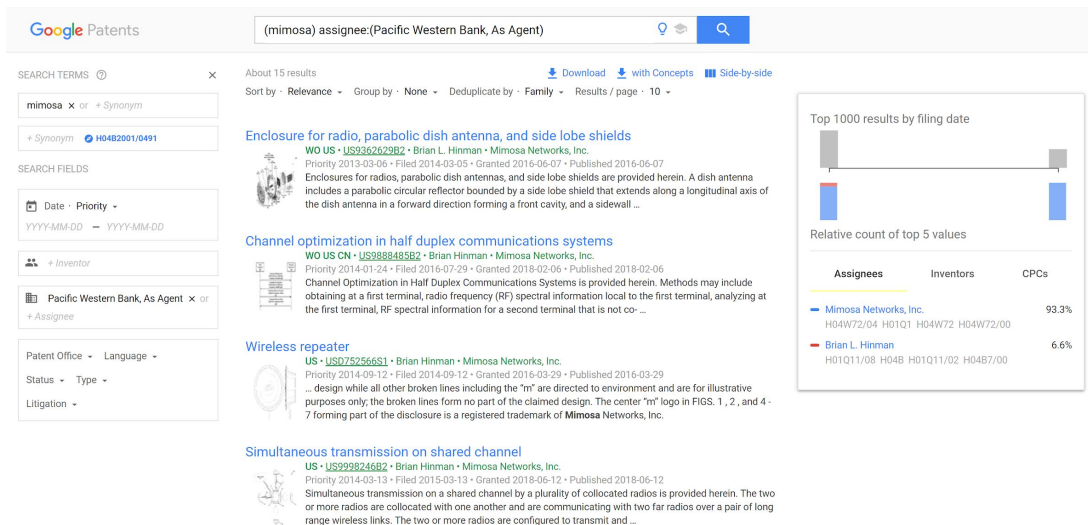 Google Patents
(mimosa) assignee:(Pacific Western Bank, As Agent)
SEARCH TERMS
mimosa × or + Synonym
+ Synonym H04B2001/0491
SEARCH FIELDS
Date · Priority
YYYY-MM-DD – YYYY-MM-DD
+ Inventor
Pacific Western Bank, As Agent × or
+ Assignee
Patent Office Language
Status Type
Litigation
About 15 results Download with Concepts Side-by-side
Sort by · Relevance Group by · None Deduplicate by · Family Results / page · 10
Enclosure for radio, parabolic dish antenna, and side lobe shields
WO US • US9362629B2 • Brian L. Hinman • Mimosa Networks, Inc.
Priority 2013-03-06 • Filed 2014-03-05 • Granted 2016-06-07 • Published 2016-06-07
Enclosures for radios, parabolic dish antennas, and side lobe shields are provided herein. A dish antenna
includes a parabolic circular reflector bounded by a side lobe shield that extends along a longitudinal axis of
the dish antenna in a forward direction forming a front cavity, and a sidewall ...
Channel optimization in half duplex communications systems
WO US CN • US9888485B2 • Brian Hinman • Mimosa Networks, Inc.
Priority 2014-01-24 • Filed 2016-07-29 • Granted 2018-02-06 • Published 2018-02-06
Channel Optimization in Half Duplex Communications Systems is provided herein. Methods may include
obtaining at a first terminal, radio frequency (RF) spectral information local to the first terminal, analyzing at
the first terminal, RF spectral information for a second terminal that is not co- ...
Wireless repeater
US • USD752566S1 • Brian Hinman • Mimosa Networks, Inc.
Priority 2014-09-12 • Filed 2014-09-12 • Granted 2016-03-29 • Published 2016-03-29
... design while all other broken lines including the “m” are directed to environment and are for illustrative
purposes only; the broken lines form no part of the claimed design. The center “m” logo in FIGS. 1 , 2 , and 4 -
7 forming part of the disclosure is a registered trademark of Mimosa Networks, Inc.
Simultaneous transmission on shared channel
US • US9998246B2 • Brian Hinman • Mimosa Networks, Inc.
Priority 2014-03-13 • Filed 2015-03-13 • Granted 2018-06-12 • Published 2018-06-12
Simultaneous transmission on a shared channel by a plurality of collocated radios is provided herein. The two
or more radios are collocated with one another and are communicating with two far radios over a pair of long
range wireless links. The two or more radios are configured to transmit and ...
Top 1000 results by filing date
Relative count of top 5 values
Assignees Inventors CPCs
Mimosa Networks, Inc. 93.3%
H04W72/04 H01Q1 H04W72 H04W72/00
Brian L. Hinman 6.6%
H01Q11/08 H04B H01Q11/02 H04B7/00